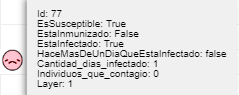 Id: 77
EsSusceptible: True
EstaInmunizado: False
EstaInfectado: True
HaceMasDeUnDiaQueEstaInfectado: false
Cantidad_dias_infectado: 1
Individuos_que_contagio: 0
Layer: 1